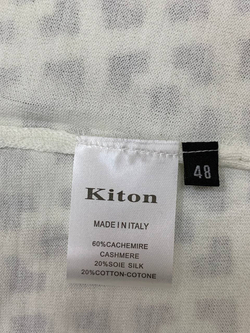 48
Kiton
MADE IN ITALY
60%CACHEMIRE
CASHMERE
20%SOIE SILK
20%COTTON-COTONE